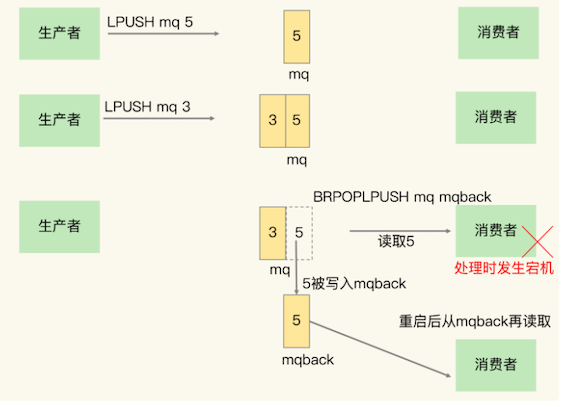 生产者
LPUSH mq 5
5
mq
消费者
生产者
LPUSH mq 3
3 5
mq
消费者
生产者
BRPOPLPUSH mq mqback
3 5
mq
读取5
消费者
处理时发生宕机
5被写入mqback
5
mqback
重启后从mqback再读取
消费者